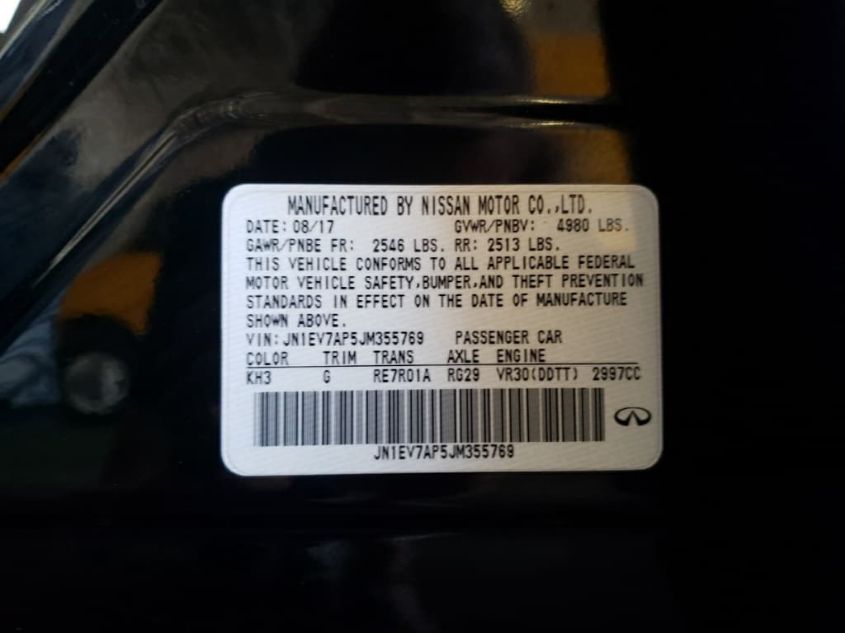 MANUFACTURED BY NISSAN MOTOR CO.,LTD.
DATE: 08/17 GVWR/PNBV: 4980 LBS.
GAWR/PNBE FR: 2546 LBS. RR: 2513 LBS.
THIS VEHICLE CONFORMS TO ALL APPLICABLE FEDERAL
MOTOR VEHICLE SAFETY,BUMPER,AND THEFT PREVENTION
STANDARDS IN EFFECT ON THE DATE OF MANUFACTURE
SHOWN ABOVE.
VIN:JN1EV7AP5JM355769 PASSENGER CAR
COLOR TRIM TRANS AXLE ENGINE
KH3 G RE7R01A RG29 VR30(DDTT) 2997CC
JN1EV7AP5JM355769